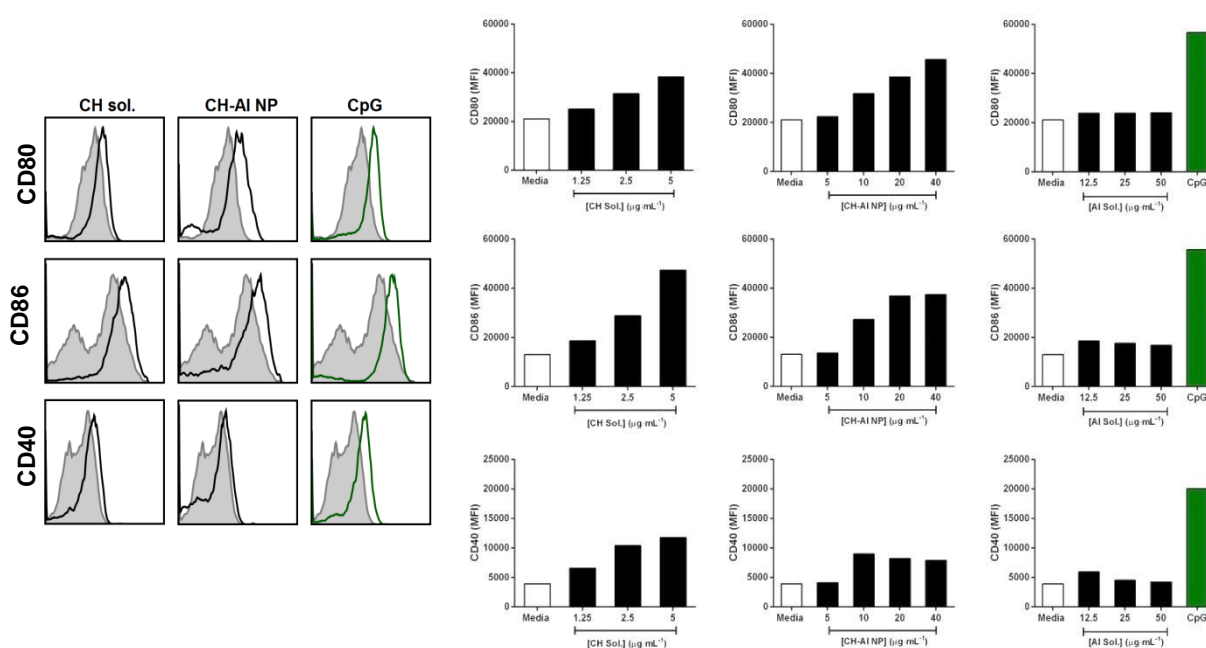 CH sol. CH-Al NP CpG
CD80
CD86
CD40
60000
40000
20000
0
CD80 (MFI)
Media 1.25 2.5 5
[CH Sol.] (µg·mL⁻¹)
60000
40000
20000
0
CD80 (MFI)
Media 5 10 20 40
[CH-Al NP] (µg·mL⁻¹)
60000
40000
20000
0
CD80 (MFI)
Media 12.5 25 50 CpG
[Al Sol.] (µg·mL⁻¹)
60000
40000
20000
0
CD86 (MFI)
Media 1.25 2.5 5
[CH Sol.] (µg·mL⁻¹)
60000
40000
20000
0
CD86 (MFI)
Media 5 10 20 40
[CH-Al NP] (µg·mL⁻¹)
60000
40000
20000
0
CD86 (MFI)
Media 12.5 25 50 CpG
[Al Sol.] (µg·mL⁻¹)
25000
20000
15000
10000
5000
0
CD40 (MFI)
Media 1.25 2.5 5
[CH Sol.] (µg·mL⁻¹)
25000
20000
15000
10000
5000
0
CD40 (MFI)
Media 5 10 20 40
[CH-Al NP] (µg·mL⁻¹)
25000
20000
15000
10000
5000
0
CD40 (MFI)
Media 12.5 25 50 CpG
[Al Sol.] (µg·mL⁻¹)